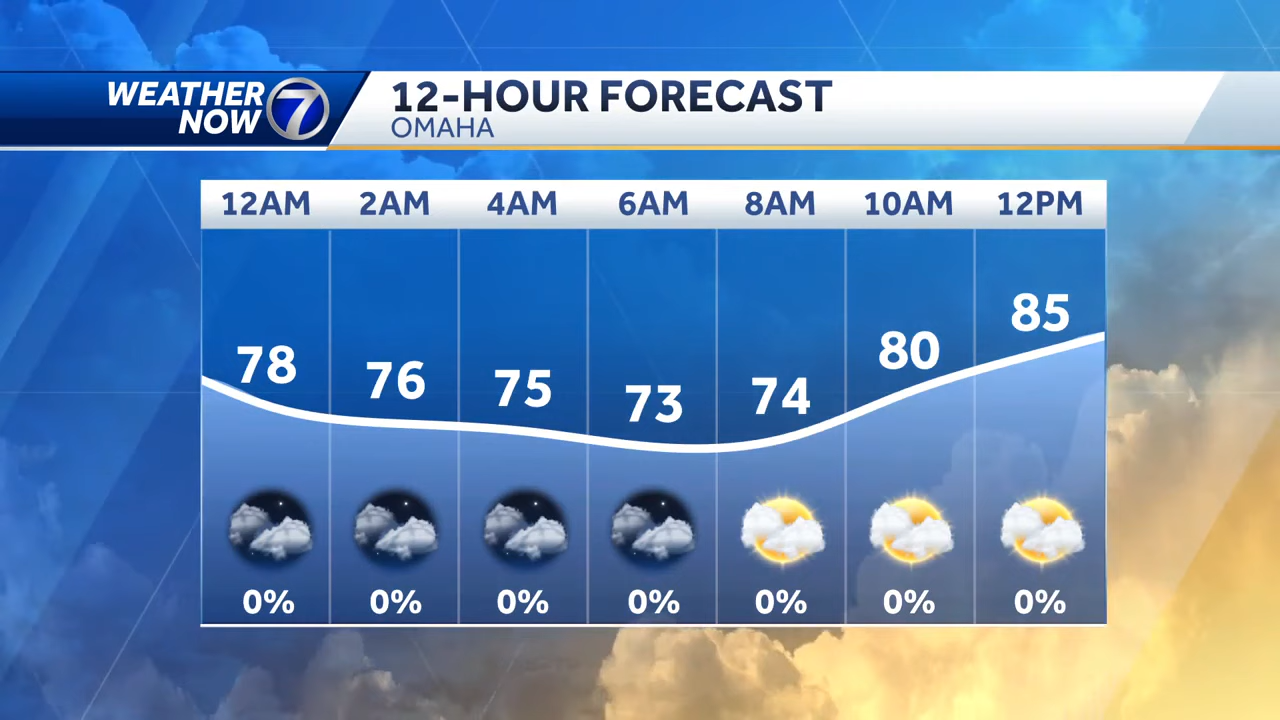 WEATHER
NOW 7
12-HOUR FORECAST
OMAHA
12AM 2AM 4AM 6AM 8AM 10AM 12PM
78 76 75 73 74 80 85
0% 0% 0% 0% 0% 0% 0%